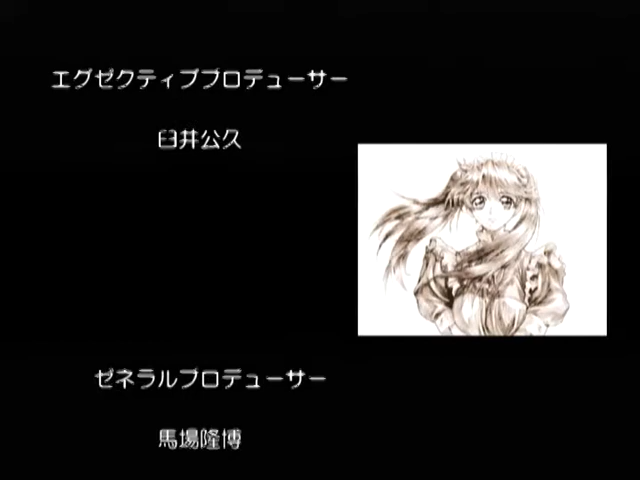 エグゼクティブプロデューサー
臼井公久
ゼネラルプロデューサー
馬場隆博